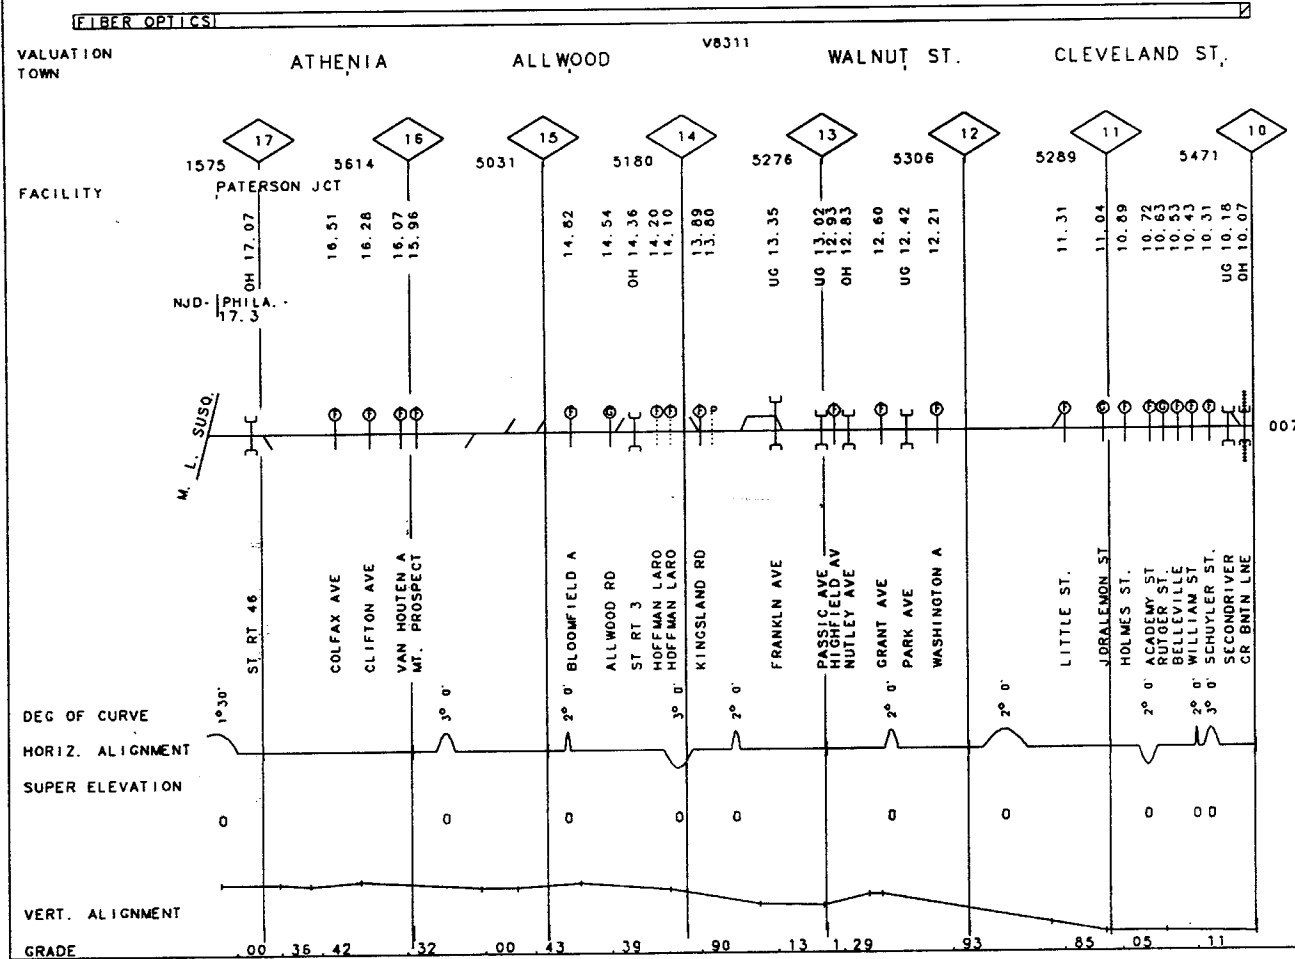 FIBER OPTICS
VALUATION V8311
TOWN ATHENIA ALLWOOD WALNUT ST. CLEVELAND ST.
17 16 15 14 13 12 11 10
1575 5614 5031 5180 5276 5306 5289 5471
FACILITY PATERSON JCT
OH 17.07
16.51
16.28
16.07
15.96
14.82
14.54
OH 14.36
14.20
14.10
13.89
13.80
UG 13.35
UG 13.02
12.93
OH 12.83
12.60
UG 12.42
12.21
11.31
11.04
10.89
10.72
10.63
10.53
10.43
10.31
UG 10.18
OH 10.07
NJD- PHILA. -
17.3
M. L. SUSQ.
F F F F F G F F F P F F F F G F F G F F F
007
ST RT 46
COLFAX AVE
CLIFTON AVE
VAN HOUTEN A
MT. PROSPECT
BLOOMFIELD A
ALLWOOD RD
ST RT 3
HOFFMAN LARO
HOFFMAN LARO
KINGSLAND RD
FRANKLN AVE
PASSIC AVE
HIGHFIELD AV
NUTLEY AVE
GRANT AVE
PARK AVE
WASHINGTON A
LITTLE ST.
JORALEMON ST
HOLMES ST.
ACADEMY ST
RUTGER ST.
BELLEVILLE
WILLIAM ST
SCHUYLER ST.
SECONDRIVER
CR BNTN LNE
DEG OF CURVE 1° 30' 3° 0' 2° 0' 3° 0' 2° 0' 2° 0' 2° 0' 2° 0' 2° 0' 3° 0'
HORIZ. ALIGNMENT
SUPER ELEVATION
0 0 0 0 0 0 0 0 0 0
VERT. ALIGNMENT
GRADE .00 .36 .42 .32 .00 .43 .39 .90 .13 1.29 .93 .85 .05 .11